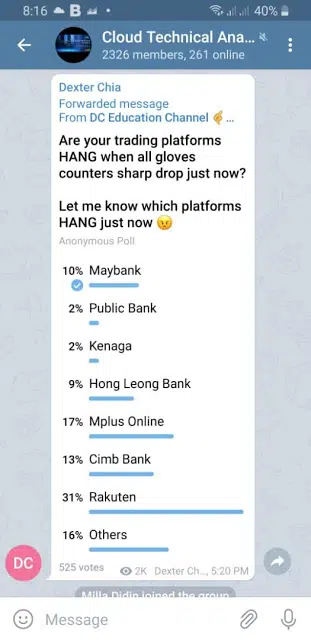 8:16
40%
Cloud Technical Ana...
2326 members, 261 online
Dexter Chia
Forwarded message
From DC Education Channel ...
Are your trading platforms
HANG when all gloves
counters sharp drop just now?
Let me know which platforms
HANG just now 😠
Anonymous Poll
10% Maybank
2% Public Bank
2% Kenaga
9% Hong Leong Bank
17% Mplus Online
13% Cimb Bank
31% Rakuten
16% Others
525 votes 2K Dexter Ch..., 5:20 PM
DC
Milla Didin joined the group
Message